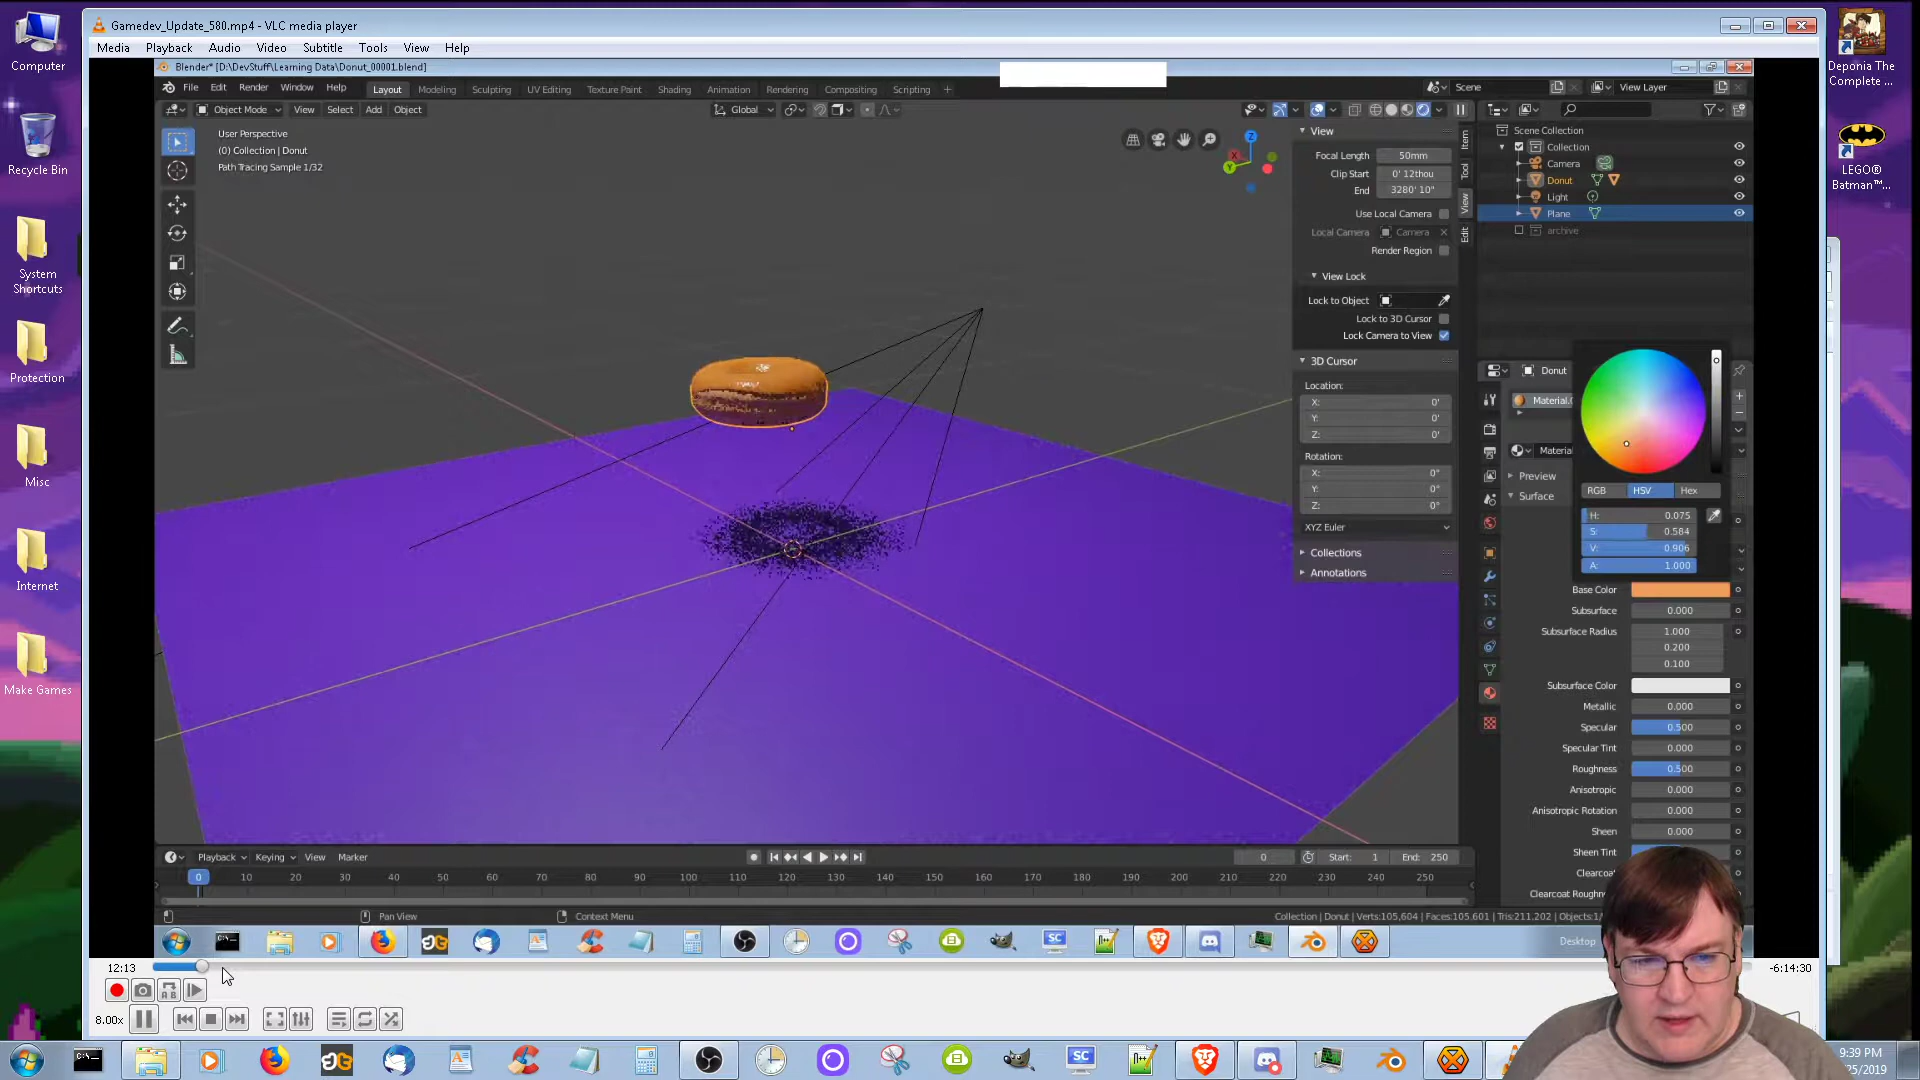 Gamedev_Update_580.mp4 - VLC media player
Media Playback Audio Video Subtitle Tools View Help
Blender* [D:\DevStuff\Learning Data\Donut_00001.blend]
File Edit Render Window Help Layout Modeling Sculpting UV Editing Texture Paint Shading Animation Rendering Compositing Scripting + Scene View Layer
Object Mode View Select Add Object Global
User Perspective
(0) Collection | Donut
Path Tracing Sample 1/32
View
Focal Length 50mm
Clip Start 0' 12thou
End 3280' 10"
Use Local Camera
Local Camera Camera
Render Region
View Lock
Lock to Object
Lock to 3D Cursor
Lock Camera to View
3D Cursor
Location:
X: 0'
Y: 0'
Z: 0'
Rotation:
X: 0°
Y: 0°
Z: 0°
XYZ Euler
Collections
Annotations
Item
Tool
View
Edit
Scene Collection
Collection
Camera
Donut
Light
Plane
archive
Donut
Material.
Materia
Preview
Surface
RGB HSV Hex
H: 0.075
S: 0.584
V: 0.906
A: 1.000
Base Color
Subsurface 0.000
Subsurface Radius 1.000
0.200
0.100
Subsurface Color
Metallic 0.000
Specular 0.500
Specular Tint 0.000
Roughness 0.500
Anisotropic 0.000
Anisotropic Rotation 0.000
Sheen 0.000
Sheen Tint
Clearcoa
Clearcoat Roughn
Playback Keying View Marker 0 Start: 1 End: 250
0 10 20 30 40 50 60 70 80 90 100 110 120 130 140 150 160 170 180 190 200 210 220 230 240 250
Pan View Context Menu Collection | Donut | Verts:105,604 | Faces:105,601 | Tris:211,202 | Objects:1/
Desktop
12:13 -6:14:30
8.00x
Computer
Recycle Bin
System
Shortcuts
Protection
Misc
Internet
Make Games
Deponia The
Complete ...
LEGO®
Batman™...
9:39 PM
/25/2019